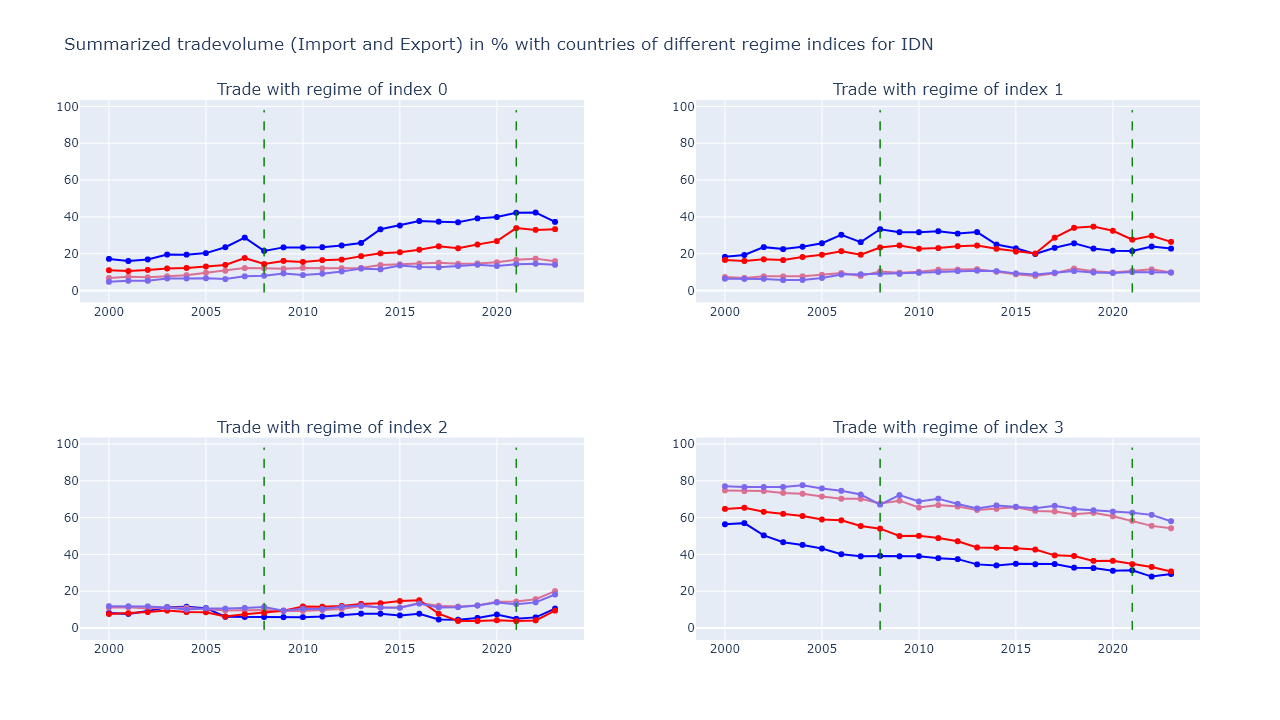 Summarized tradevolume (Import and Export) in % with countries of different regime indices for IDN
Trade with regime of index 0
100
80
60
40
20
0
2000 2005 2010 2015 2020
Trade with regime of index 1
100
80
60
40
20
0
2000 2005 2010 2015 2020
Trade with regime of index 2
100
80
60
40
20
0
2000 2005 2010 2015 2020
Trade with regime of index 3
100
80
60
40
20
0
2000 2005 2010 2015 2020